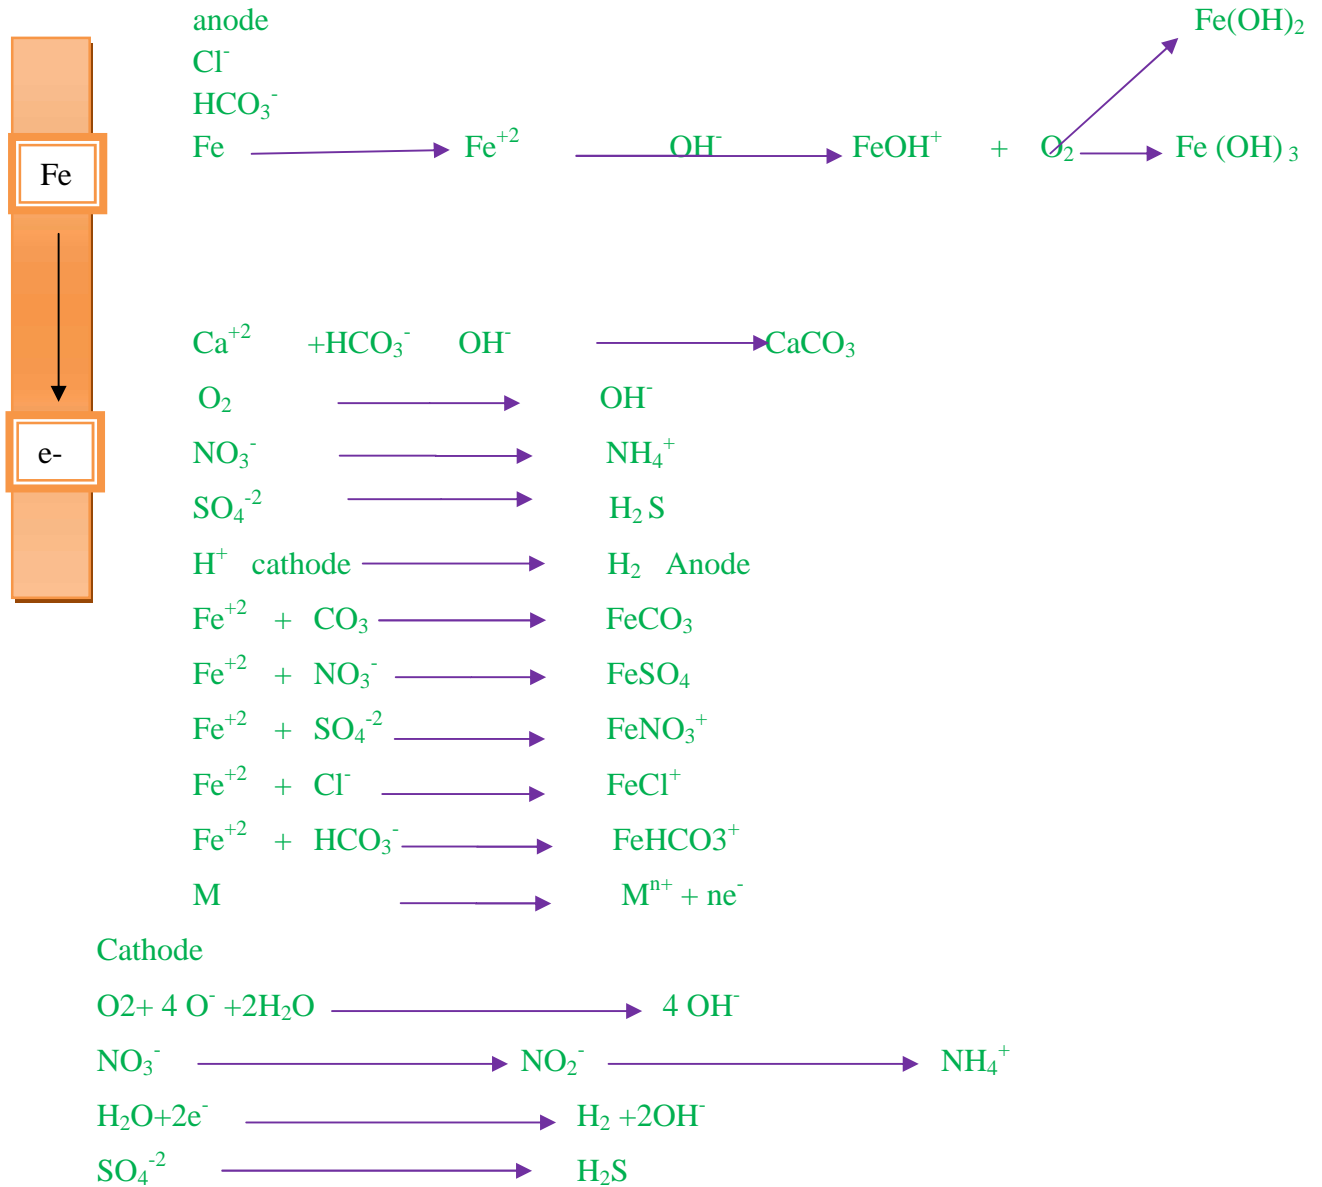 anode Fe(OH)₂
Cl⁻
HCO₃⁻
Fe Fe⁺² OH⁻ FeOH⁺ + O₂ Fe (OH) ₃
Fe
Ca⁺² +HCO₃⁻ OH⁻ CaCO₃
O₂ OH⁻
NO₃⁻ NH₄⁺
e-
SO₄⁻² H₂ S
H⁺ cathode H₂ Anode
Fe⁺² + CO₃ FeCO₃
Fe⁺² + NO₃⁻ FeSO₄
Fe⁺² + SO₄⁻² FeNO₃⁺
Fe⁺² + Cl⁻ FeCl⁺
Fe⁺² + HCO₃⁻ FeHCO3⁺
M Mⁿ⁺ + ne⁻
Cathode
O2+ 4 O⁻ +2H₂O 4 OH⁻
NO₃⁻ NO₂⁻ NH₄⁺
H₂O+2e⁻ H₂ +2OH⁻
SO₄⁻² H₂S